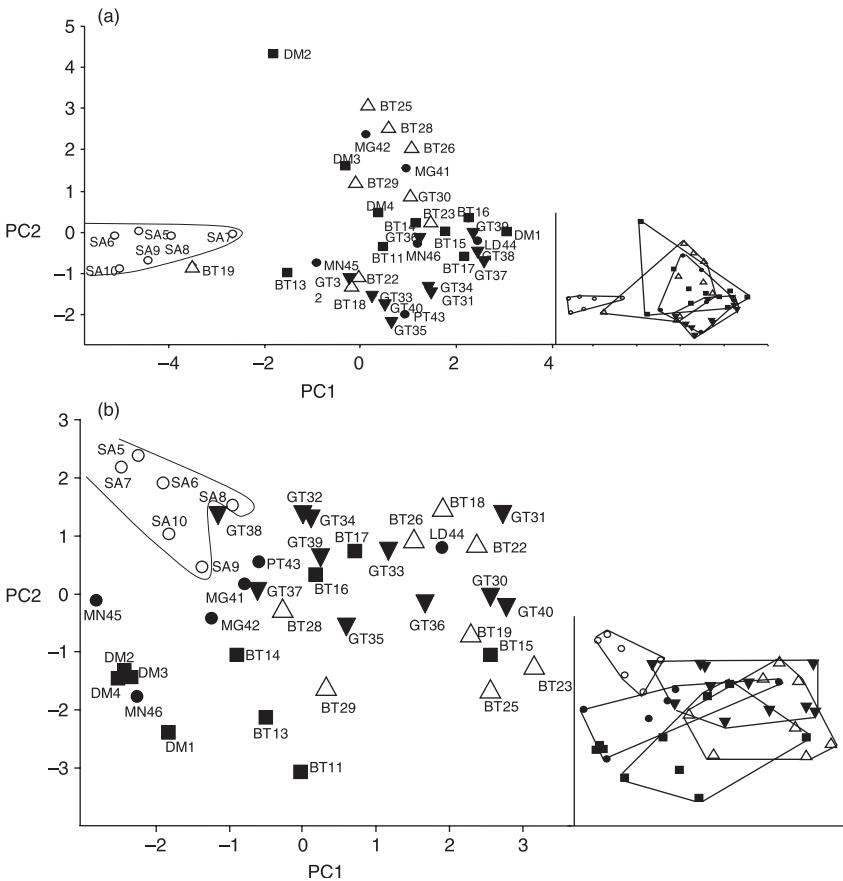 (a)
5
4
3
2
1
0
−1
−2
PC2
DM2
BT25
BT28
MG42
BT26
DM3
MG41
BT29
GT30
DM4
BT23
BT16
BT14
GT39
DM1
SA6
SA5
SA7
GT36
BT15
LD44
SA9
SA8
BT11
MN46
GT38
SA10
BT19
MN45
BT17
GT37
BT13
GT3
2
BT22
BT18
GT33
GT34
GT40
GT31
PT43
GT35
−4
−2
0
2
4
PC1
(b)
3
2
1
0
−1
−2
−3
PC2
SA5
SA7
SA6
SA8
GT32
BT18
GT38
GT34
BT26
GT31
SA10
GT39
BT17
LD44
BT22
SA9
PT43
GT33
BT16
MG41
GT37
GT30
MN45
MG42
BT28
GT36
GT40
GT35
BT19
BT14
BT15
DM2
DM3
BT23
DM4
BT29
BT25
MN46
DM1
BT13
BT11
−2
−1
0
1
2
3
PC1